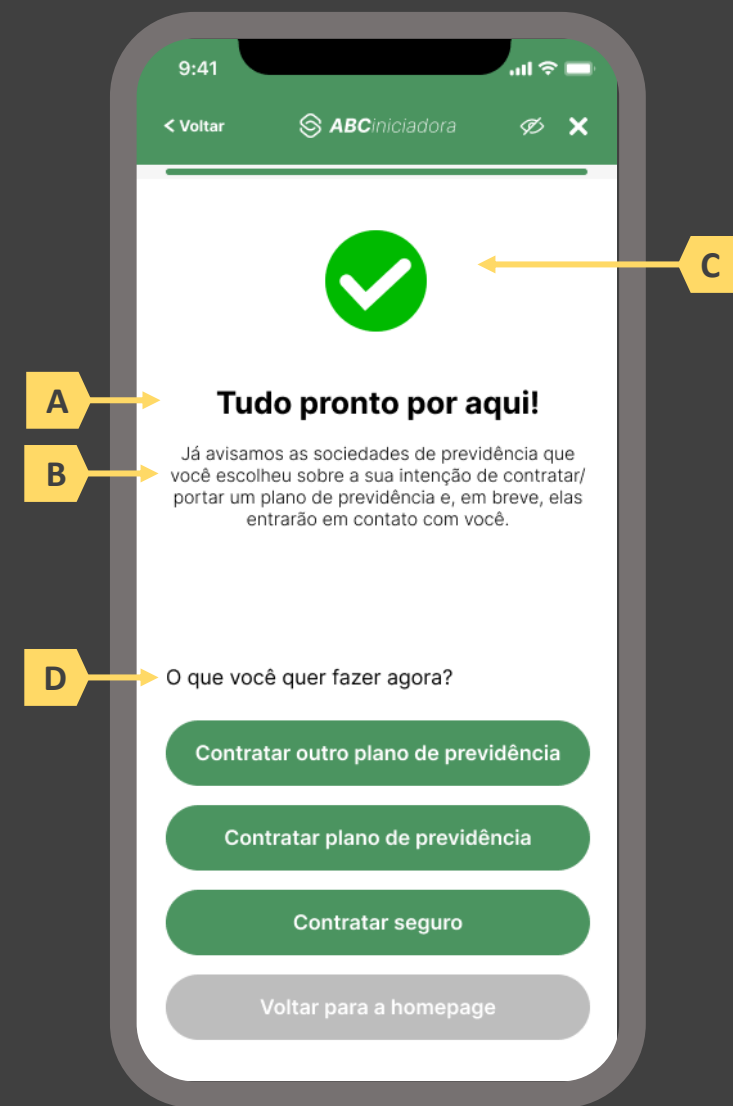 9:41
< Voltar ABCiniciadora
C
A
Tudo pronto por aqui!
B
Já avisamos as sociedades de previdência que
você escolheu sobre a sua intenção de contratar/
portar um plano de previdência e, em breve, elas
entrarão em contato com você.
D
O que você quer fazer agora?
Contratar outro plano de previdência
Contratar plano de previdência
Contratar seguro
Voltar para a homepage